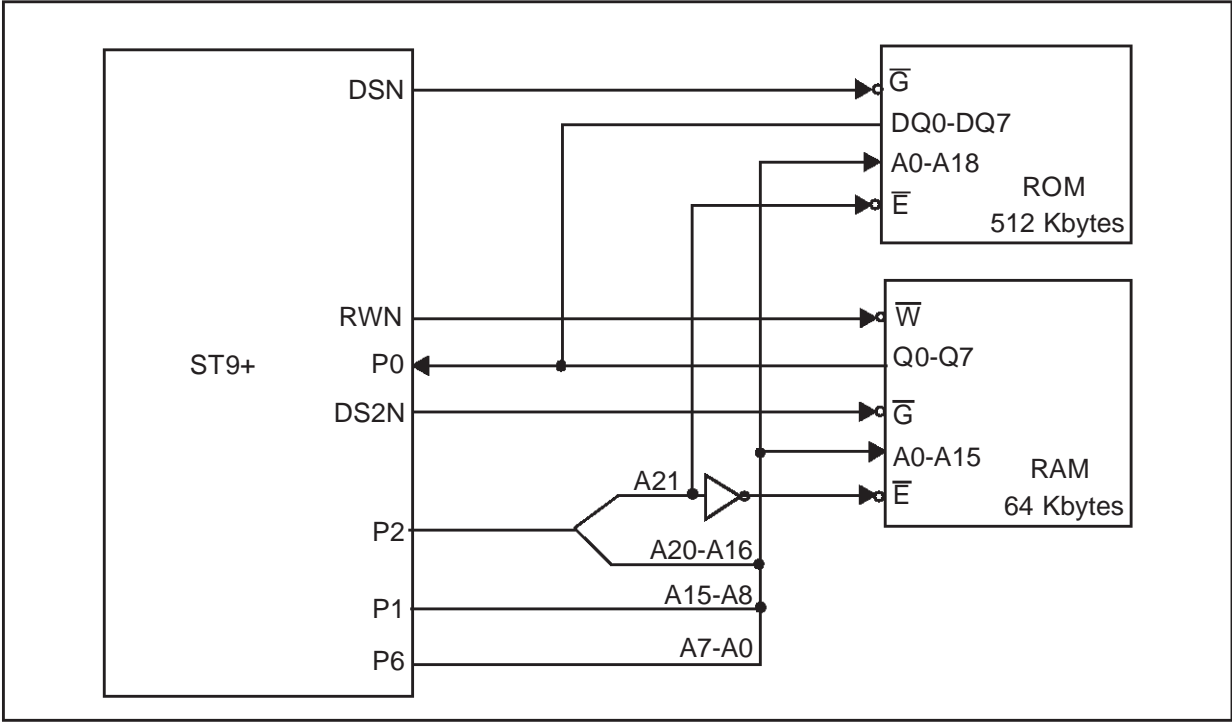 DSN
G̅
DQ0-DQ7
A0-A18
ROM
E̅
512 Kbytes
RWN
W̅
ST9+
P0
Q0-Q7
DS2N
G̅
A0-A15
RAM
A21
E̅
64 Kbytes
P2
A20-A16
P1
A15-A8
P6
A7-A0